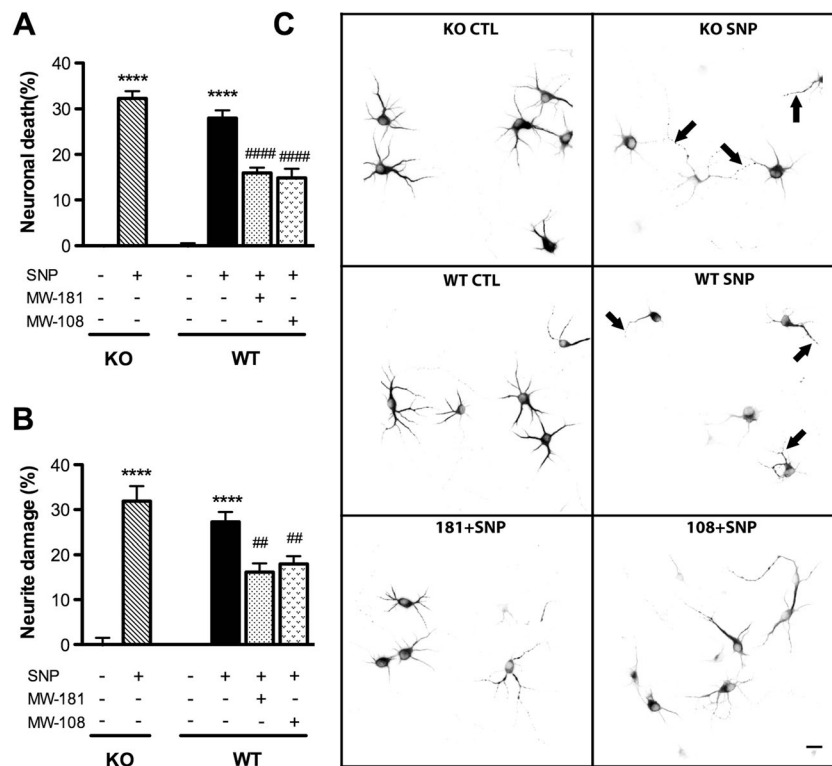 A
Neuronal death(%)
40
30
20
10
0
****
****
####
####
SNP - + - + + +
MW-181 - - - - + -
MW-108 - - - - - +
KO WT
B
Neurite damage (%)
40
30
20
10
0
****
****
##
##
SNP - + - + + +
MW-181 - - - - + -
MW-108 - - - - - +
KO WT
C
KO CTL
KO SNP
WT CTL
WT SNP
181+SNP
108+SNP